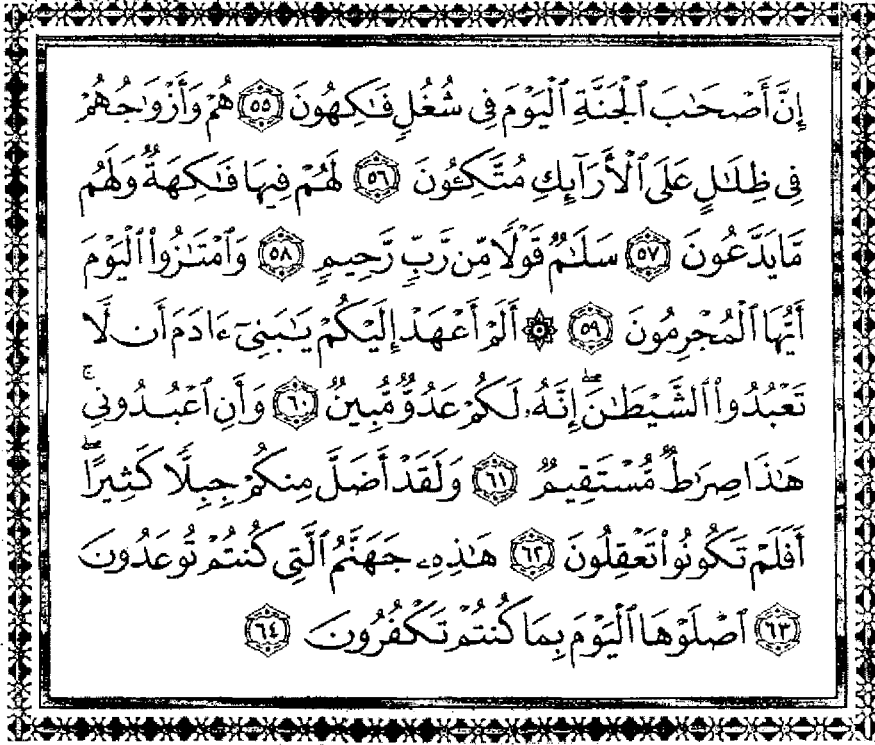 إِنَّ أَصْحَٰبَ ٱلْجَنَّةِ ٱلْيَوْمَ فِى شُغُلٍ فَٰكِهُونَ ۝٥٥ هُمْ وَأَزْوَٰجُهُمْ
فِى ظِلَٰلٍ عَلَى ٱلْأَرَآئِكِ مُتَّكِـُٔونَ ۝٥٦ لَهُمْ فِيهَا فَٰكِهَةٌ وَلَهُم
مَّا يَدَّعُونَ ۝٥٧ سَلَٰمٌ قَوْلًا مِّن رَّبٍّ رَّحِيمٍ ۝٥٨ وَٱمْتَٰزُوا۟ ٱلْيَوْمَ
أَيُّهَا ٱلْمُجْرِمُونَ ۝٥٩ ۞ أَلَمْ أَعْهَدْ إِلَيْكُمْ يَٰبَنِىٓ ءَادَمَ أَن لَّا
تَعْبُدُوا۟ ٱلشَّيْطَٰنَ ۖ إِنَّهُۥ لَكُمْ عَدُوٌّ مُّبِينٌ ۝٦٠ وَأَنِ ٱعْبُدُونِى ۚ
هَٰذَا صِرَٰطٌ مُّسْتَقِيمٌ ۝٦١ وَلَقَدْ أَضَلَّ مِنكُمْ جِبِلًّا كَثِيرًا ۖ
أَفَلَمْ تَكُونُوا۟ تَعْقِلُونَ ۝٦٢ هَٰذِهِۦ جَهَنَّمُ ٱلَّتِى كُنتُمْ تُوعَدُونَ
۝٦٣ ٱصْلَوْهَا ٱلْيَوْمَ بِمَا كُنتُمْ تَكْفُرُونَ ۝٦٤